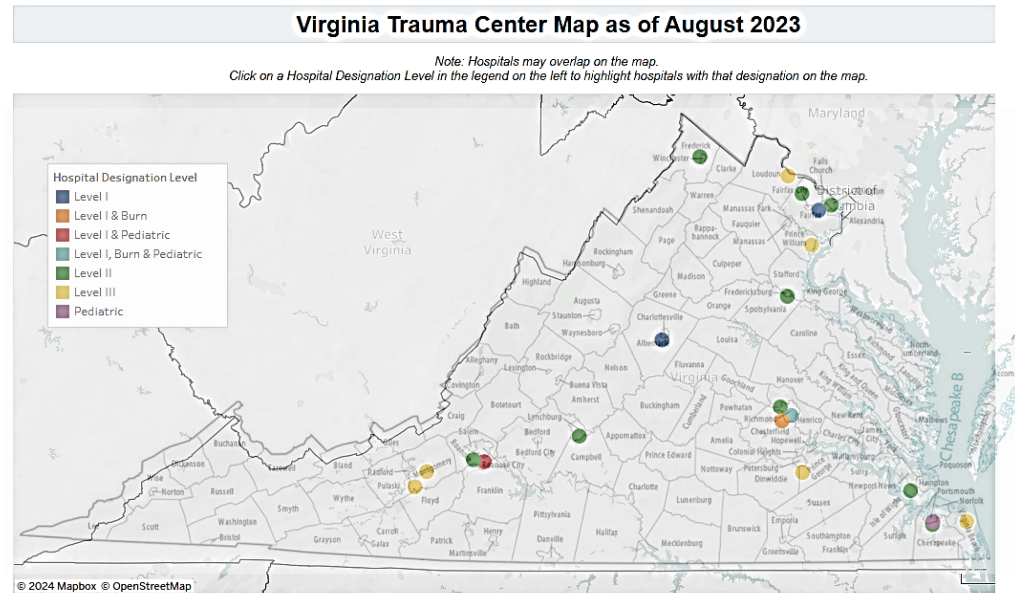 Virginia Trauma Center Map as of August 2023
Note: Hospitals may overlap on the map.
Click on a Hospital Designation Level in the legend on the left to highlight hospitals with that designation on the map.
Maryland
Frederick
Winchester
Clarke
Loudoun
Falls
Church
Hospital Designation Level
Level I
Level I & Burn
Level I & Pediatric
Level I, Burn & Pediatric
Level II
Level III
Pediatric
Warren
Fairfax
District of
Shenandoah
Manassas Park
Alexandria
Fauquier
Rappa-
hannock
Page
Manassas
Prince
William
West
Virginia
Rockingham
Culpeper
Madison
Stafford
Highland
Greene
Fredericksburg
King George
Augusta
Orange
Spotsylvania
Staunton
Charlottesville
Westmoreland
Bath
Waynesboro
Louisa
Caroline
Richmond
Essex
Alleghany
Rockbridge
Lexington
Nelson
Fluvanna
Virginia
Goochland
Hanover
King William
Covington
Buena Vista
Amherst
Buckingham
Cumberland
Powhatan
New Kent
Mathews
Chesapeake B
Botetourt
Craig
Lynchburg
Richmond
Henrico
Chesterfield
Charles City
James
City
Salem
Bedford
Appomattox
Amelia
Hopewell
Colonial Heights
Williamsburg
Bedford City
Campbell
Prince Edward
Nottoway
Petersburg
Prince
George
Surry
Poquoson
Dinwiddie
Newport News
Hampton
Buchanan
Giles
Dickenson
Tazewell
Bland
Radford
Montgomery
Roanoke City
Wise
Norton
Russell
Pulaski
Floyd
Franklin
Charlotte
Lunenburg
Sussex
Isle of Wight
Portsmouth
Norfolk
Wythe
Smyth
Pittsylvania
Washington
Bristol
Scott
Grayson
Carroll
Galax
Patrick
Henry
Martinsville
Danville
Halifax
Mecklenburg
Brunswick
Emporia
Greensville
Southampton
Franklin
Suffolk
Chesapeake
© 2024 Mapbox © OpenStreetMap